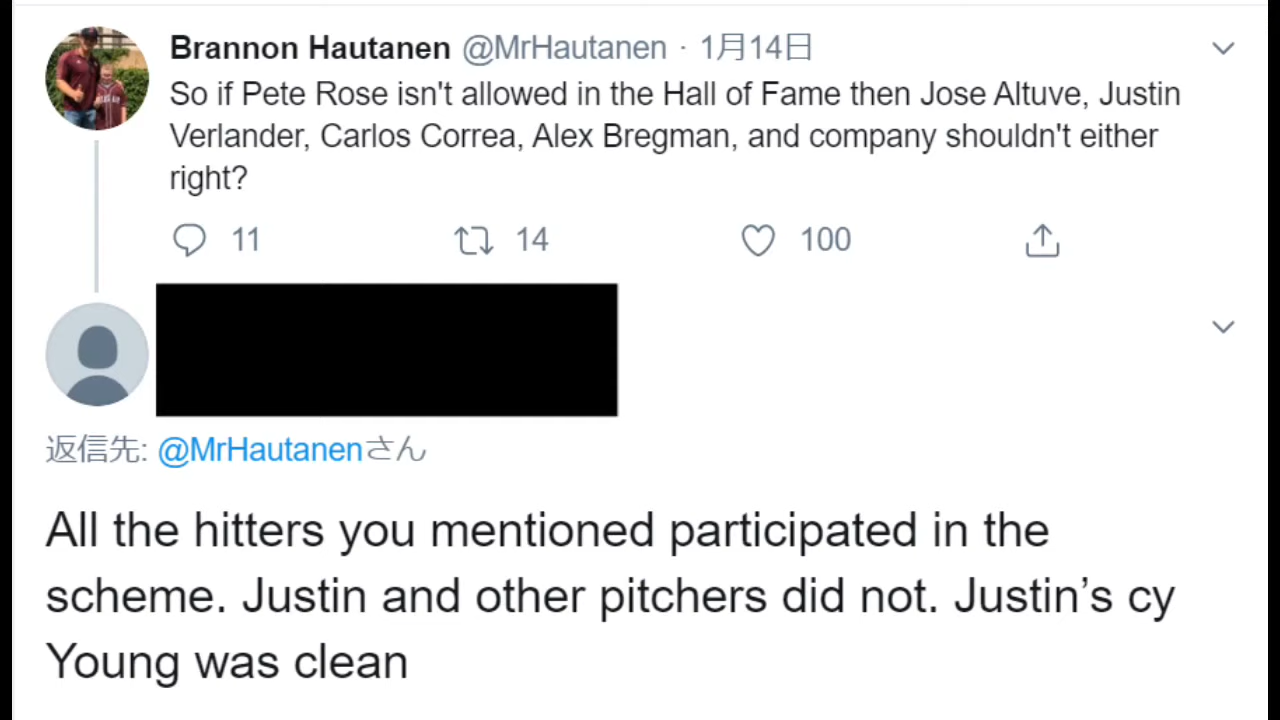 Brannon Hautanen @MrHautanen · 1月14日
So if Pete Rose isn't allowed in the Hall of Fame then Jose Altuve, Justin
Verlander, Carlos Correa, Alex Bregman, and company shouldn't either
right?
11 14 100
返信先: @MrHautanenさん
All the hitters you mentioned participated in the
scheme. Justin and other pitchers did not. Justin’s cy
Young was clean